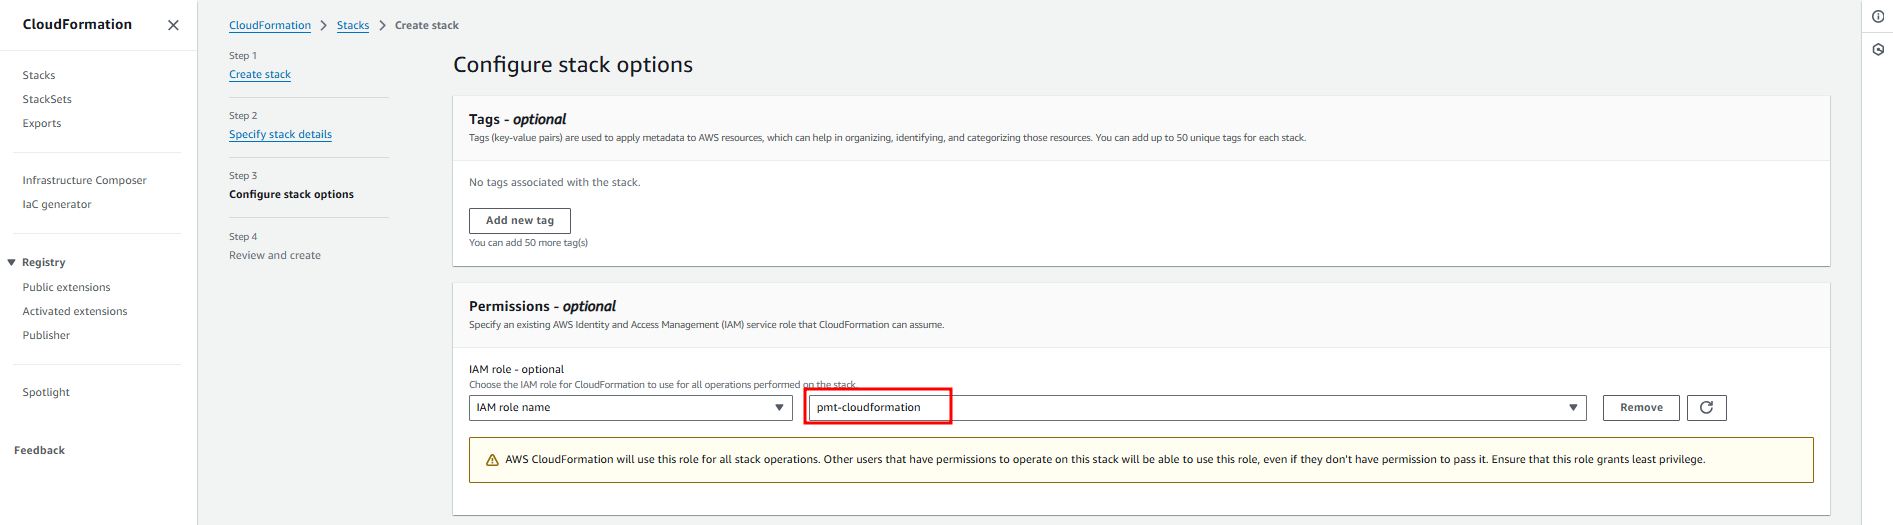 CloudFormation
Stacks
StackSets
Exports
Infrastructure Composer
IaC generator
Registry
Public extensions
Activated extensions
Publisher
Spotlight
Feedback
CloudFormation > Stacks > Create stack
Step 1
Create stack
Step 2
Specify stack details
Step 3
Configure stack options
Step 4
Review and create
Configure stack options
Tags - optional
Tags (key-value pairs) are used to apply metadata to AWS resources, which can help in organizing, identifying, and categorizing those resources. You can add up to 50 unique tags for each stack.
No tags associated with the stack.
Add new tag
You can add 50 more tag(s)
Permissions - optional
Specify an existing AWS Identity and Access Management (IAM) service role that CloudFormation can assume.
IAM role - optional
Choose the IAM role for CloudFormation to use for all operations performed on the stack.
IAM role name pmt-cloudformation Remove
AWS CloudFormation will use this role for all stack operations. Other users that have permissions to operate on this stack will be able to use this role, even if they don't have permission to pass it. Ensure that this role grants least privilege.